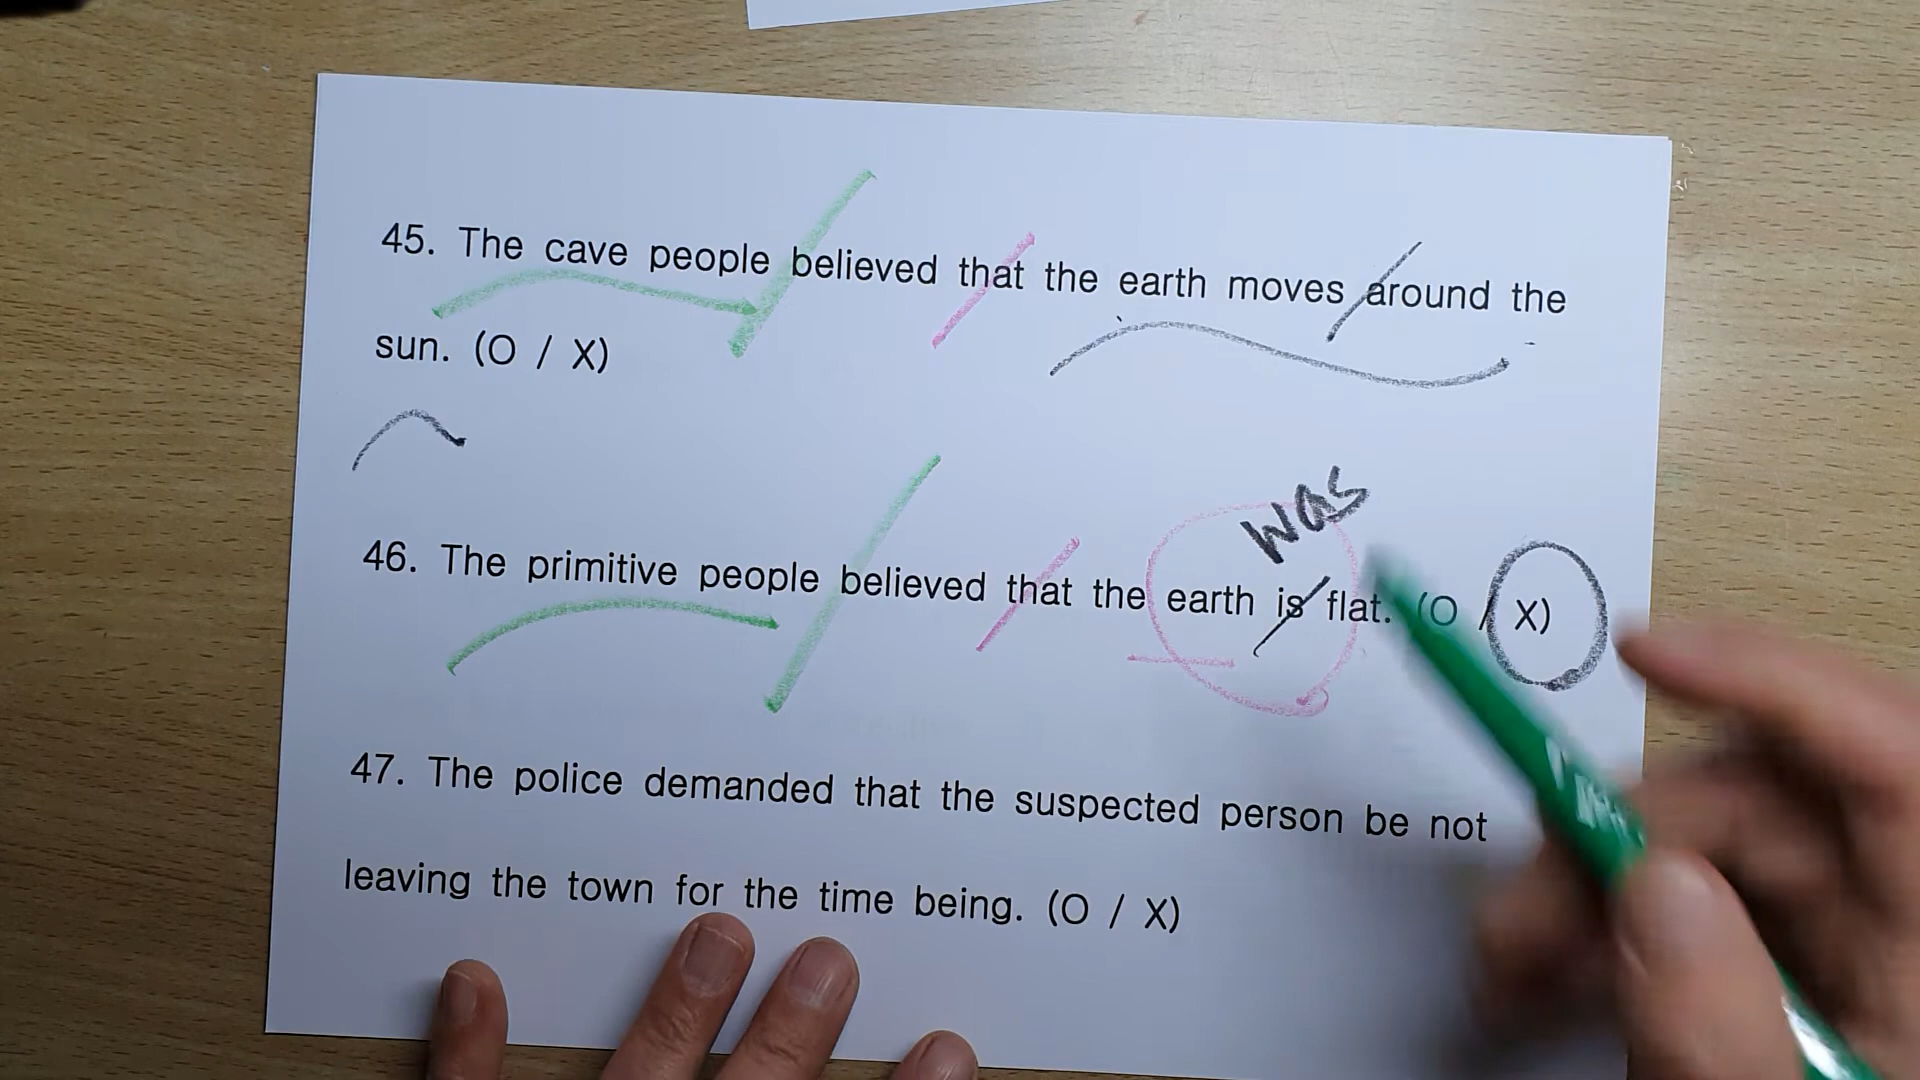 45. The cave people believed that the earth moves around the
sun. (O / X)
was
46. The primitive people believed that the earth is flat. (O / X)
47. The police demanded that the suspected person be not
leaving the town for the time being. (O / X)